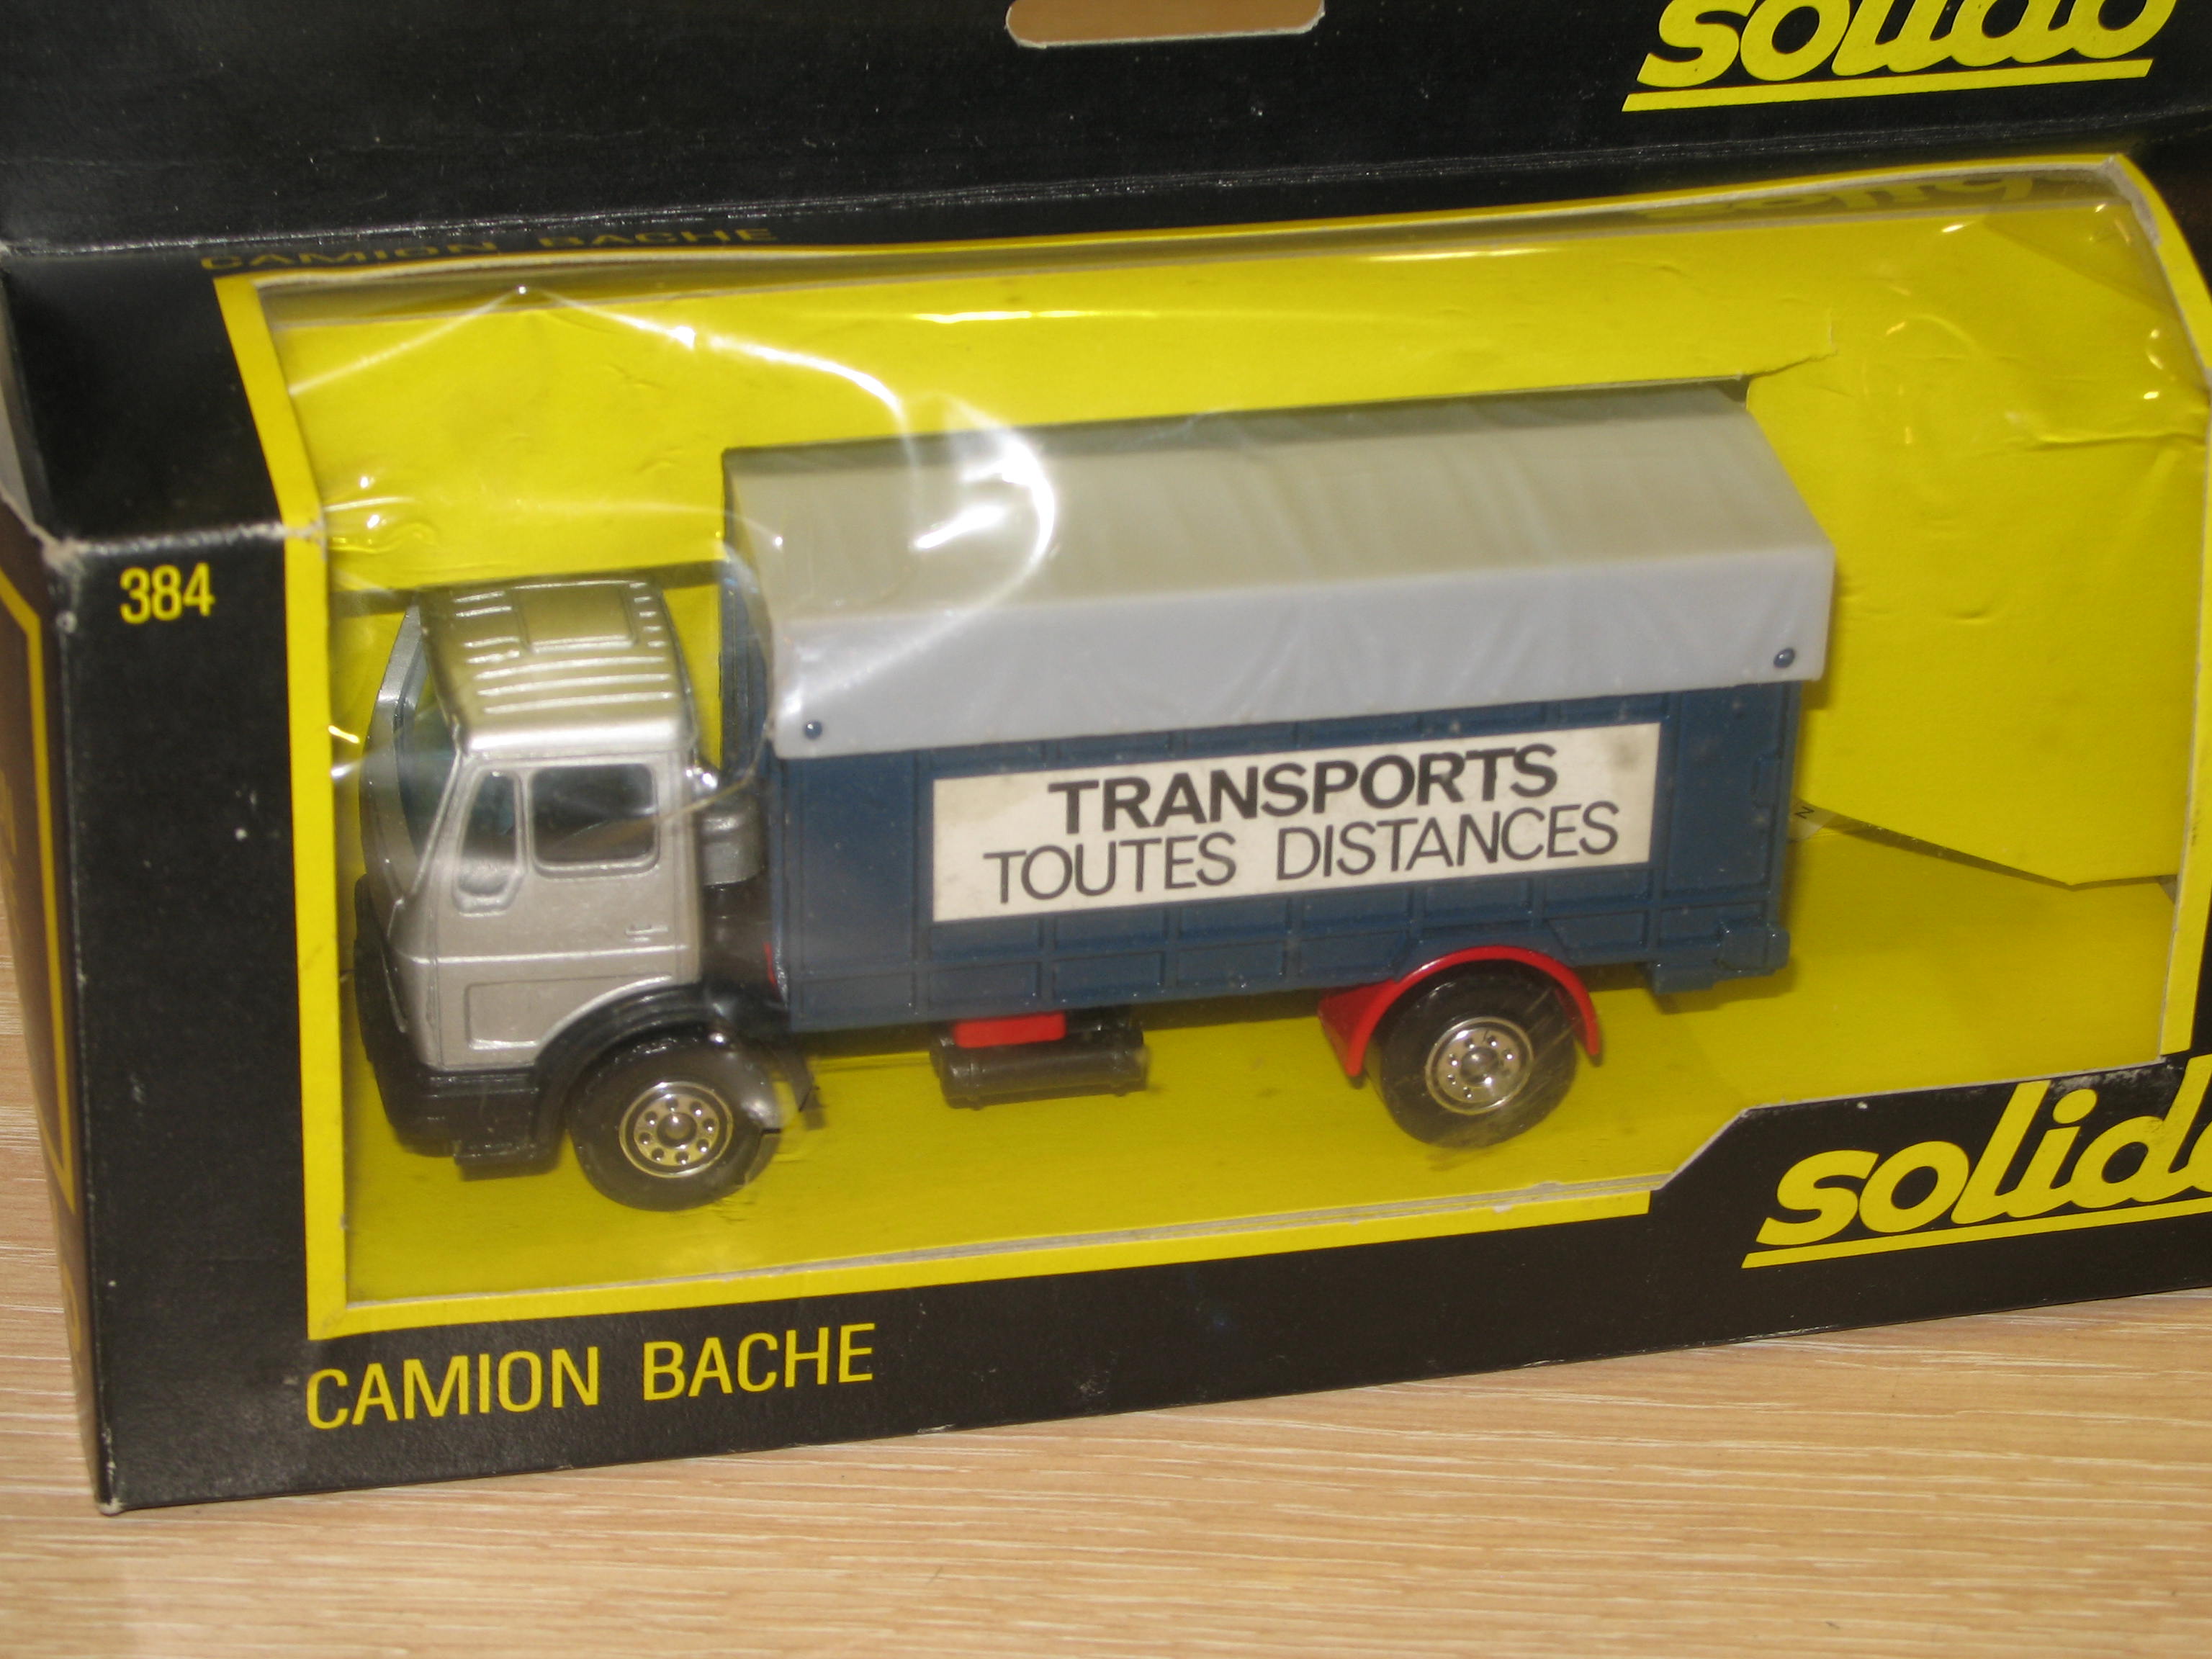 solido
CAMION BACHE
384
TRANSPORTS
TOUTES DISTANCES
solido
CAMION BACHE